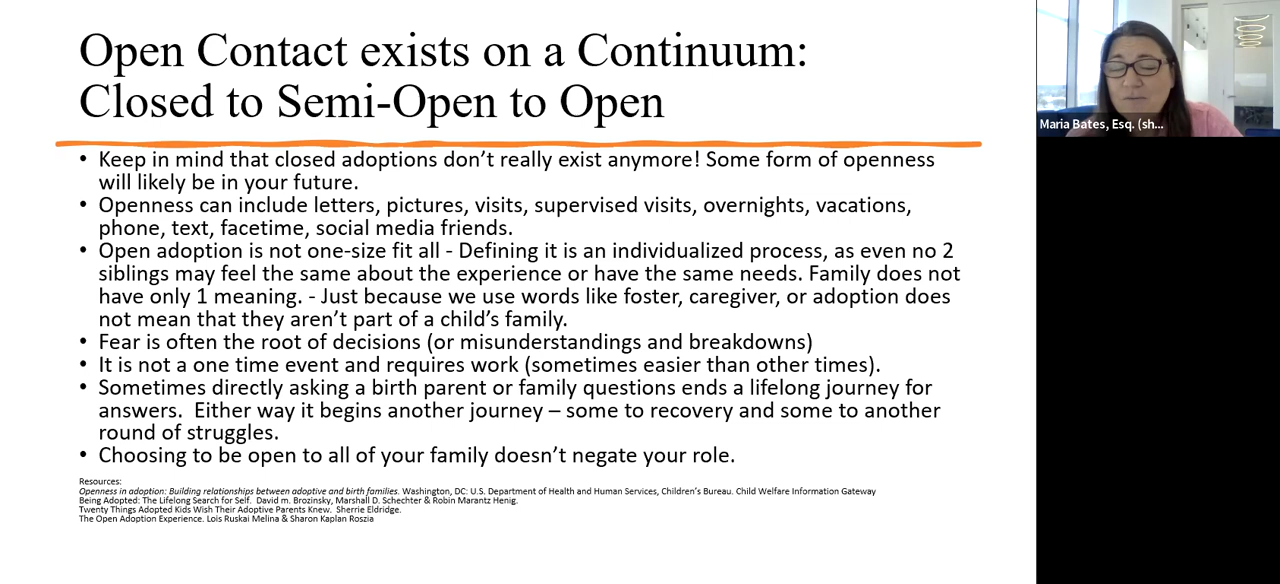 Open Contact exists on a Continuum:
Closed to Semi-Open to Open
• Keep in mind that closed adoptions don’t really exist anymore! Some form of openness
will likely be in your future.
• Openness can include letters, pictures, visits, supervised visits, overnights, vacations,
phone, text, facetime, social media friends.
• Open adoption is not one-size fit all - Defining it is an individualized process, as even no 2
siblings may feel the same about the experience or have the same needs. Family does not
have only 1 meaning. - Just because we use words like foster, caregiver, or adoption does
not mean that they aren’t part of a child’s family.
• Fear is often the root of decisions (or misunderstandings and breakdowns)
• It is not a one time event and requires work (sometimes easier than other times).
• Sometimes directly asking a birth parent or family questions ends a lifelong journey for
answers.  Either way it begins another journey – some to recovery and some to another
round of struggles.
• Choosing to be open to all of your family doesn’t negate your role.
Resources:
Openness in adoption: Building relationships between adoptive and birth families. Washington, DC: U.S. Department of Health and Human Services, Children’s Bureau. Child Welfare Information Gateway
Being Adopted: The Lifelong Search for Self.  David m. Brozinsky, Marshall D. Schechter & Robin Marantz Henig.
Twenty Things Adopted Kids Wish Their Adoptive Parents Knew.  Sherrie Eldridge.
The Open Adoption Experience. Lois Ruskai Melina & Sharon Kaplan Roszia
Maria Bates, Esq. (sh...